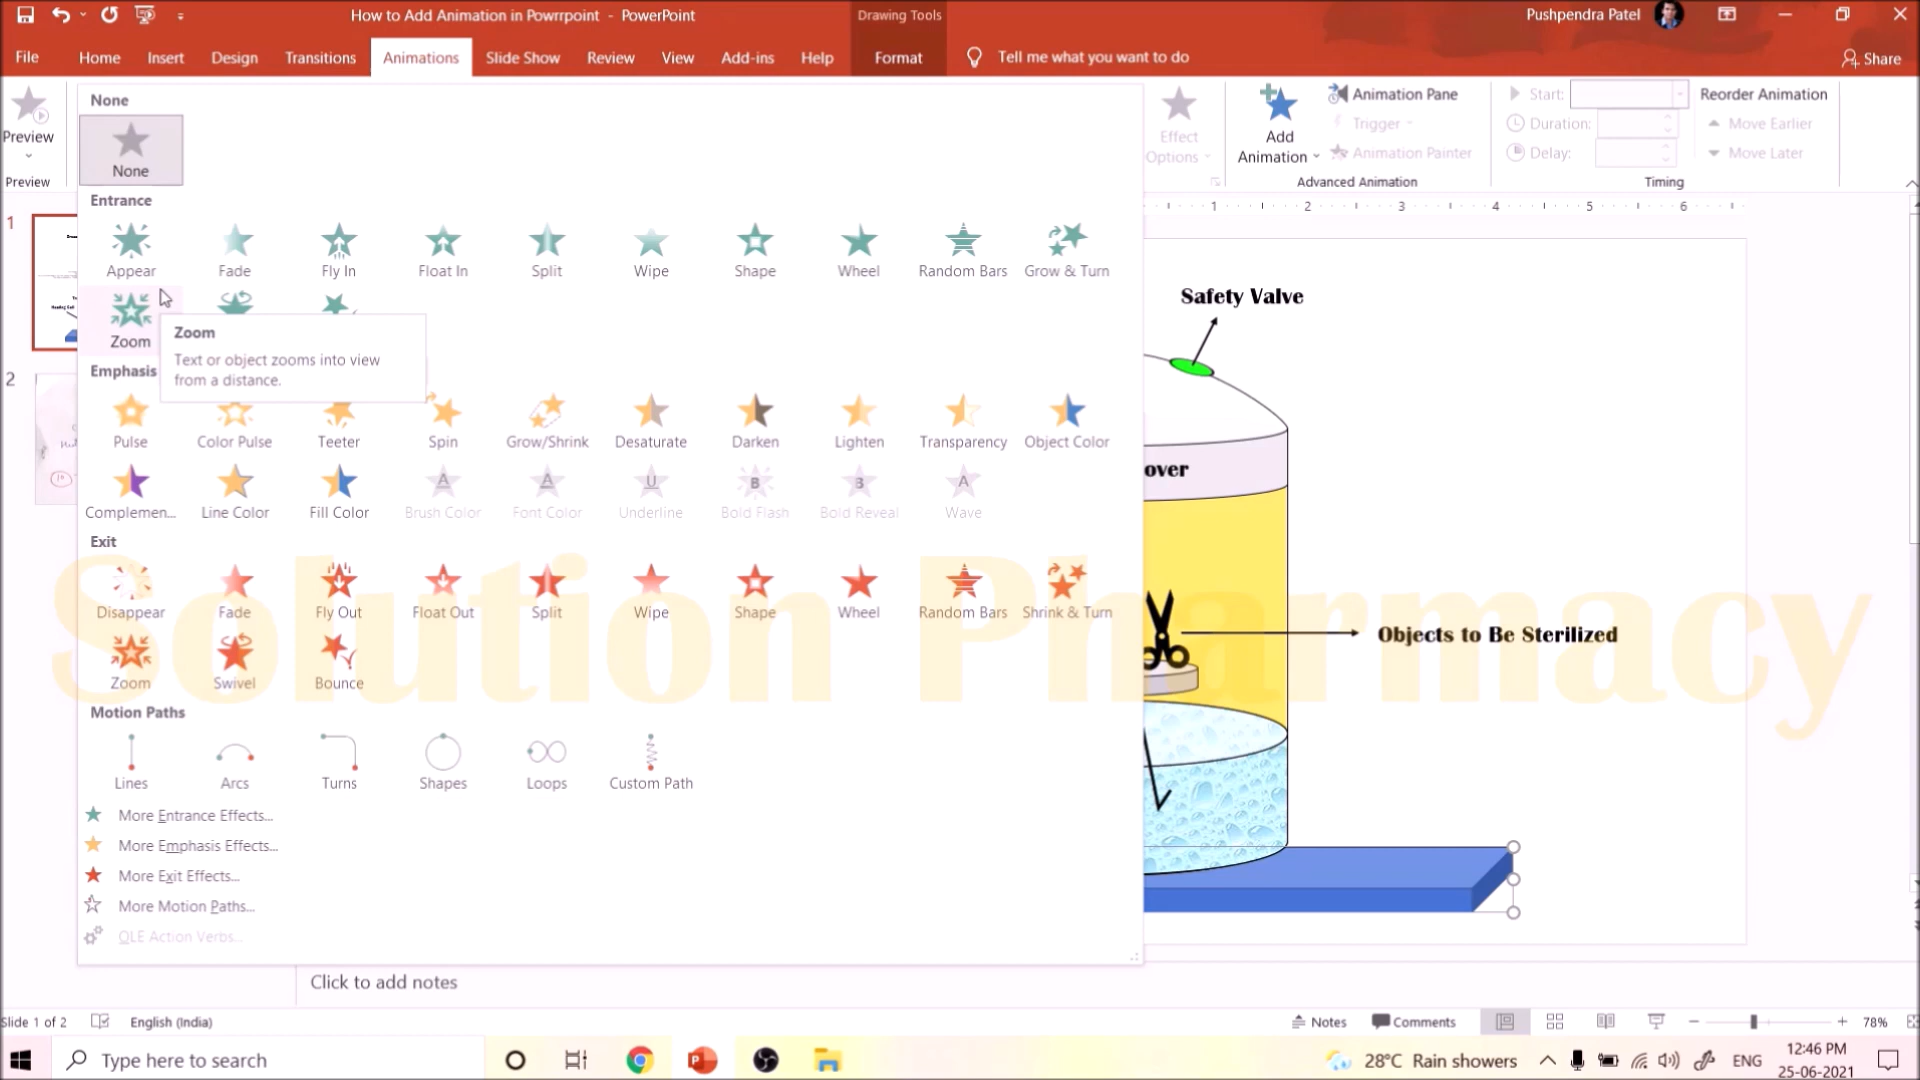 How to Add Animation in Powrrpoint - PowerPoint
Drawing Tools
Pushpendra Patel
File
Home
Insert
Design
Transitions
Animations
Slide Show
Review
View
Add-ins
Help
Format
Tell me what you want to do
Share
Preview
Preview
Effect
Options
Add
Animation
Animation Pane
Trigger
Animation Painter
Advanced Animation
Start:
Duration:
Delay:
Reorder Animation
Move Earlier
Move Later
Timing
1 2 3 4 5 6
None
None
Entrance
Appear
Fade
Fly In
Float In
Split
Wipe
Shape
Wheel
Random Bars
Grow & Turn
Zoom
Zoom
Text or object zooms into view
from a distance.
Emphasis
Pulse
Color Pulse
Teeter
Spin
Grow/Shrink
Desaturate
Darken
Lighten
Transparency
Object Color
Complemen...
Line Color
Fill Color
Brush Color
Font Color
Underline
Bold Flash
Bold Reveal
Wave
Exit
Disappear
Fade
Fly Out
Float Out
Split
Wipe
Shape
Wheel
Random Bars
Shrink & Turn
Zoom
Swivel
Bounce
Motion Paths
Lines
Arcs
Turns
Shapes
Loops
Custom Path
More Entrance Effects...
More Emphasis Effects...
More Exit Effects...
More Motion Paths...
OLE Action Verbs...
1
2
Safety Valve
over
Objects to Be Sterilized
Solution Pharmacy
Click to add notes
Slide 1 of 2
English (India)
Notes
Comments
78%
Type here to search
28°C Rain showers
ENG
12:46 PM
25-06-2021